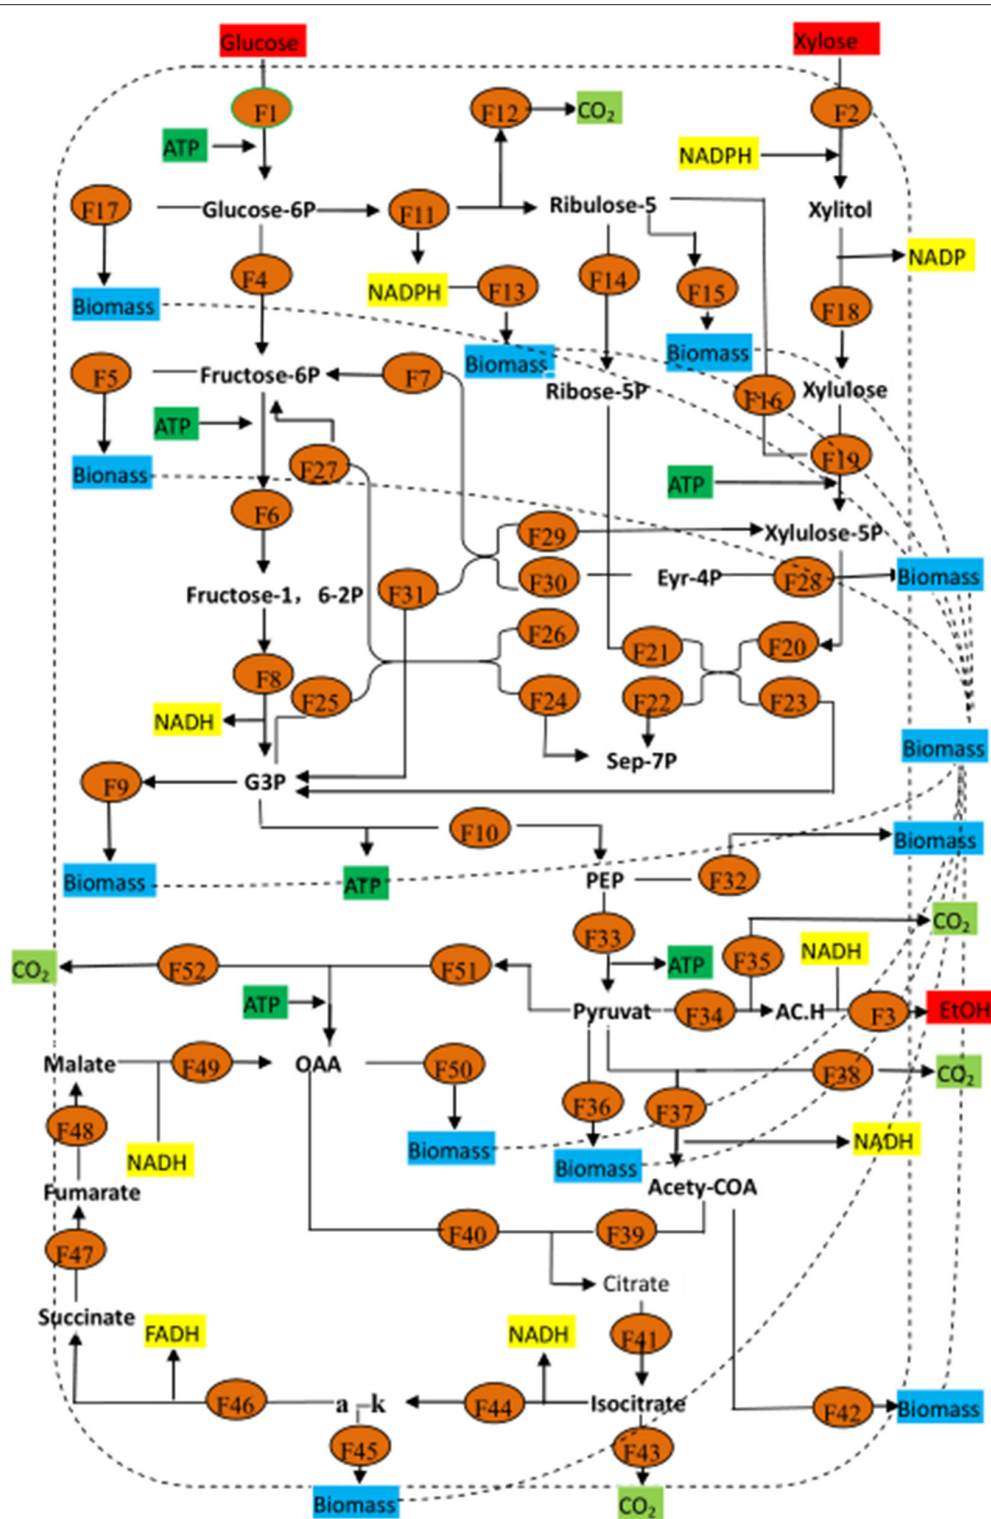 Glucose
Xylose
F1
F12
CO₂
F2
ATP
NADPH
F17
Glucose-6P
F11
Ribulose-5
Xylitol
NADP
F4
NADPH
F13
F14
F15
F18
Biomass
Biomass
Biomass
F5
Fructose-6P
F7
Ribose-5P
F16
Xylulose
ATP
F27
F19
Bionass
ATP
F6
F29
Xylulose-5P
Fructose-1, 6-2P
F31
F30
Eyr-4P
F28
Biomass
F26
F21
F20
F8
F25
F24
F22
F23
NADH
Sep-7P
Biomass
F9
G3P
F10
Biomass
Biomass
ATP
PEP
F32
CO₂
F33
CO₂
F52
F51
ATP
F35
NADH
ATP
Pyruvat
F34
AC.H
F3
EtOH
Malate
F49
OAA
F50
F38
CO₂
F48
F36
F37
NADH
Biomass
Biomass
NADH
Fumarate
Acety-COA
F47
F40
F39
Citrate
Succinate
FADH
NADH
F41
F46
a–k
F44
Isocitrate
F42
Biomass
F45
F43
Biomass
CO₂